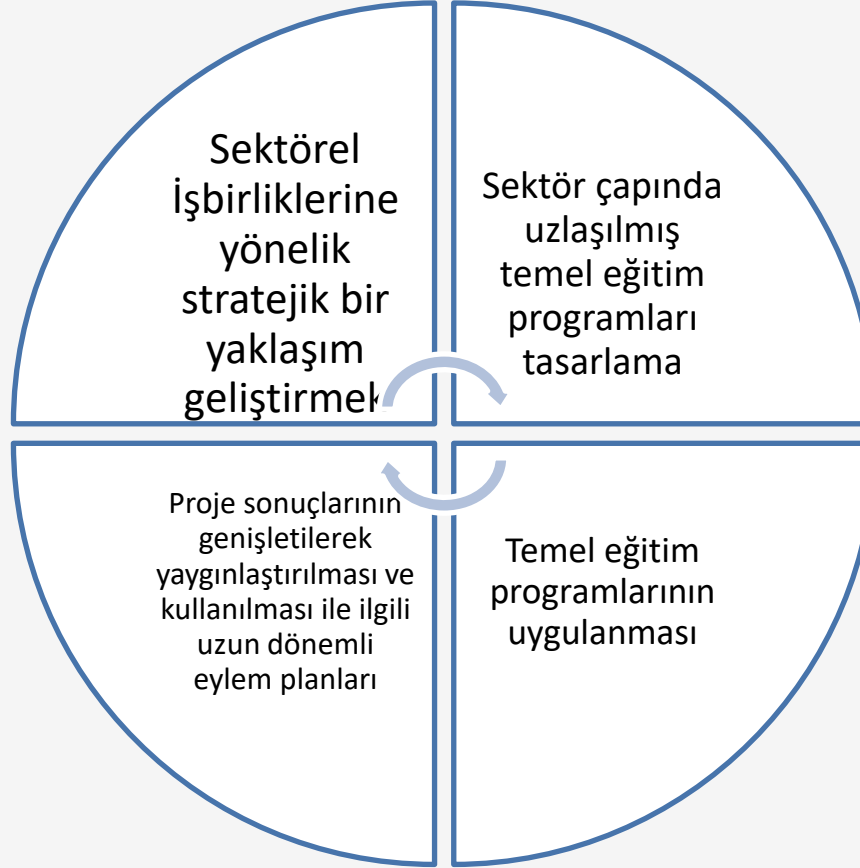 Sektörel
İşbirliklerine
yönelik
stratejik bir
yaklaşım
geliştirmek
Sektör çapında
uzlaşılmış
temel eğitim
programları
tasarlama
Temel eğitim
programlarının
uygulanması
Proje sonuçlarının
genişletilerek
yaygınlaştırılması ve
kullanılması ile ilgili
uzun dönemli
eylem planları